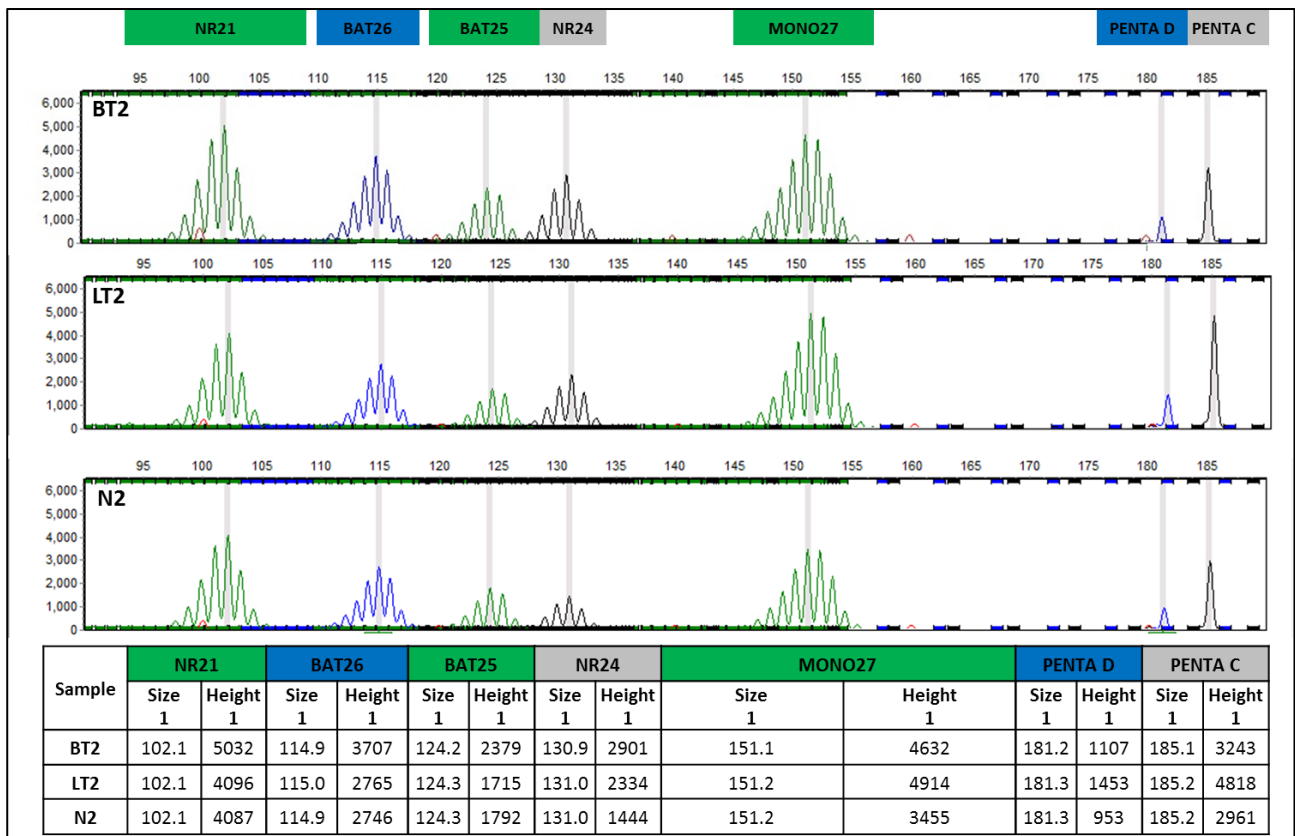 NR21 BAT26 BAT25 NR24 MONO27 PENTA D PENTA C
95 100 105 110 115 120 125 130 135 140 145 150 155 160 165 170 175 180 185
BT2
6,000
5,000
4,000
3,000
2,000
1,000
0
95 100 105 110 115 120 125 130 135 140 145 150 155 160 165 170 175 180 185
LT2
6,000
5,000
4,000
3,000
2,000
1,000
0
95 100 105 110 115 120 125 130 135 140 145 150 155 160 165 170 175 180 185
N2
6,000
5,000
4,000
3,000
2,000
1,000
0
Sample NR21 BAT26 BAT25 NR24 MONO27 PENTA D PENTA C
Size Height Size Height Size Height Size Height Size Height Size Height Size Height
1 1 1 1 1 1 1 1 1 1 1 1 1 1
BT2 102.1 5032 114.9 3707 124.2 2379 130.9 2901 151.1 4632 181.2 1107 185.1 3243
LT2 102.1 4096 115.0 2765 124.3 1715 131.0 2334 151.2 4914 181.3 1453 185.2 4818
N2 102.1 4087 114.9 2746 124.3 1792 131.0 1444 151.2 3455 181.3 953 185.2 2961